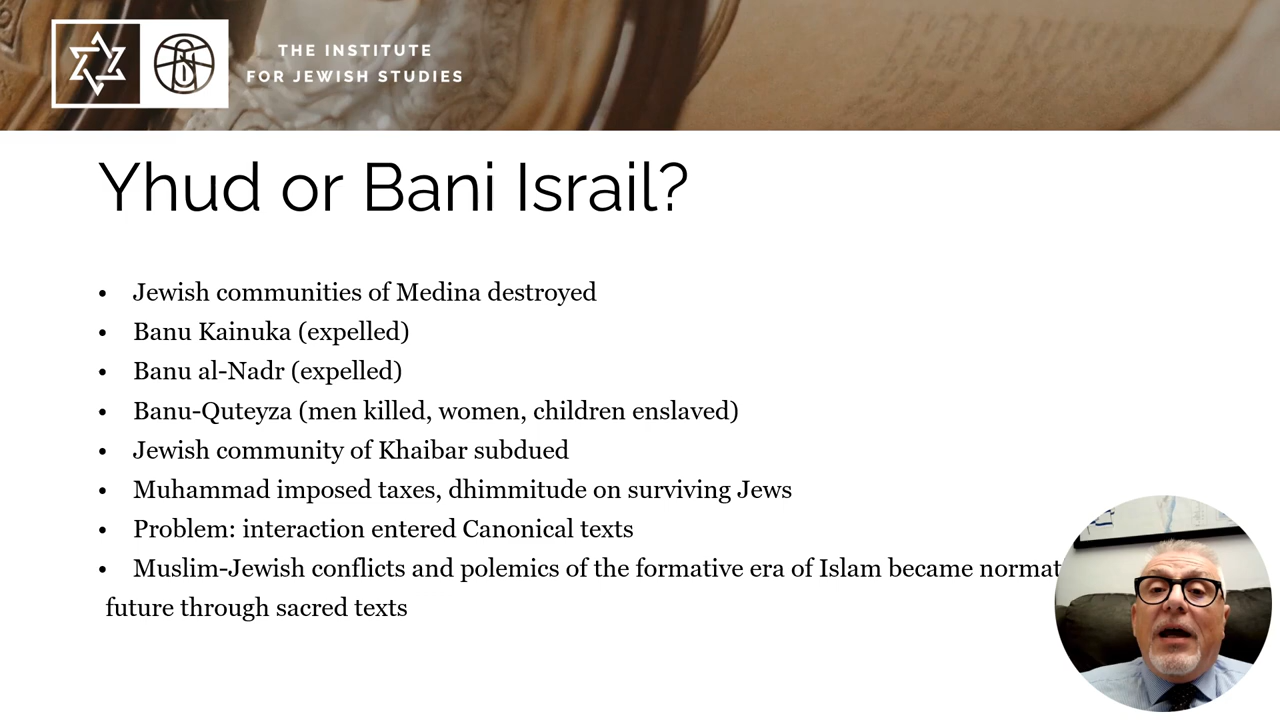 THE INSTITUTE
FOR JEWISH STUDIES
Yhud or Bani Israil?
• Jewish communities of Medina destroyed
• Banu Kainuka (expelled)
• Banu al-Nadr (expelled)
• Banu-Quteyza (men killed, women, children enslaved)
• Jewish community of Khaibar subdued
• Muhammad imposed taxes, dhimmitude on surviving Jews
• Problem: interaction entered Canonical texts
• Muslim-Jewish conflicts and polemics of the formative era of Islam became
future through sacred texts